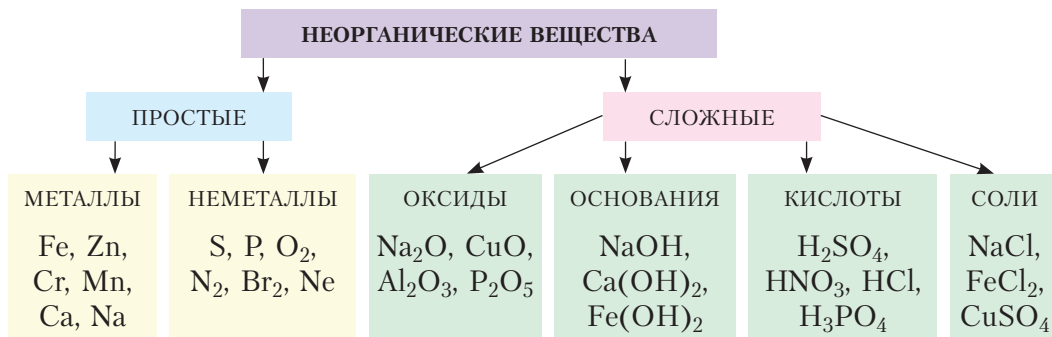 НЕОРГАНИЧЕСКИЕ ВЕЩЕСТВА
ПРОСТЫЕ
СЛОЖНЫЕ
МЕТАЛЛЫ
Fe, Zn,
Cr, Mn,
Ca, Na
НЕМЕТАЛЛЫ
S, P, O₂,
N₂, Br₂, Ne
ОКСИДЫ
Na₂O, CuO,
Al₂O₃, P₂O₅
ОСНОВАНИЯ
NaOH,
Ca(OH)₂,
Fe(OH)₂
КИСЛОТЫ
H₂SO₄,
HNO₃, HCl,
H₃PO₄
СОЛИ
NaCl,
FeCl₂,
CuSO₄